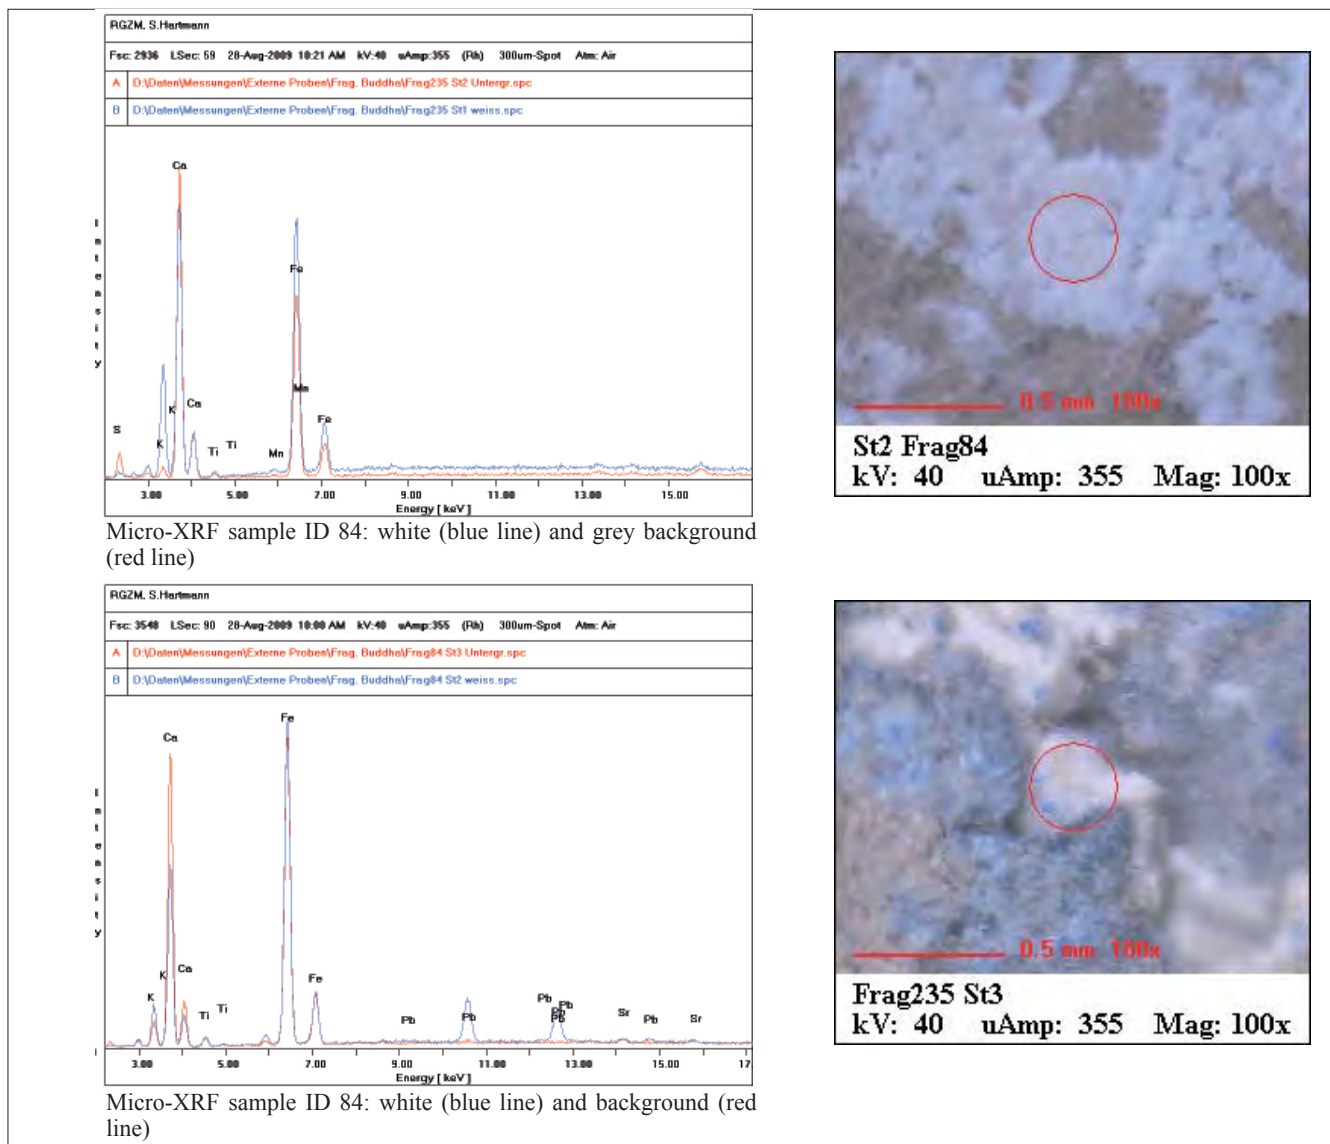 RGZM. S.Hartmann
Fsc: 2936 LSec: 59 28-Aug-2009 10:21 AM kV:40 uAmp:355 (Rh) 300um-Spot Atm: Air
A D:\Daten\Messungen\Externe Proben\Frag. Buddha\Frag235 St2 Untergr.spc
B D:\Daten\Messungen\Externe Proben\Frag. Buddha\Frag235 St1 weiss.spc
Intensity
Ca
Fe
Mn
K
Ca
Fe
S
K
Ti
Ti
Mn
3.00 5.00 7.00 9.00 11.00 13.00 15.00
Energy [keV]
Micro-XRF sample ID 84: white (blue line) and grey background
(red line)
0.5 mm 100x
St2 Frag84
kV: 40 uAmp: 355 Mag: 100x
RGZM. S.Hartmann
Fsc: 3548 LSec: 90 28-Aug-2009 10:00 AM kV:40 uAmp:355 (Rh) 300um-Spot Atm: Air
A D:\Daten\Messungen\Externe Proben\Frag. Buddha\Frag84 St3 Untergr.spc
B D:\Daten\Messungen\Externe Proben\Frag. Buddha\Frag84 St2 weiss.spc
Intensity
Fe
Ca
K
Ca
Fe
K
Ti
Ti
Pb
Pb
Pb
Pb
Pb
Pb
Sr
Pb
Sr
3.00 5.00 7.00 9.00 11.00 13.00 15.00 17.
Energy [keV]
Micro-XRF sample ID 84: white (blue line) and background (red
line)
0.5 mm 100x
Frag235 St3
kV: 40 uAmp: 355 Mag: 100x